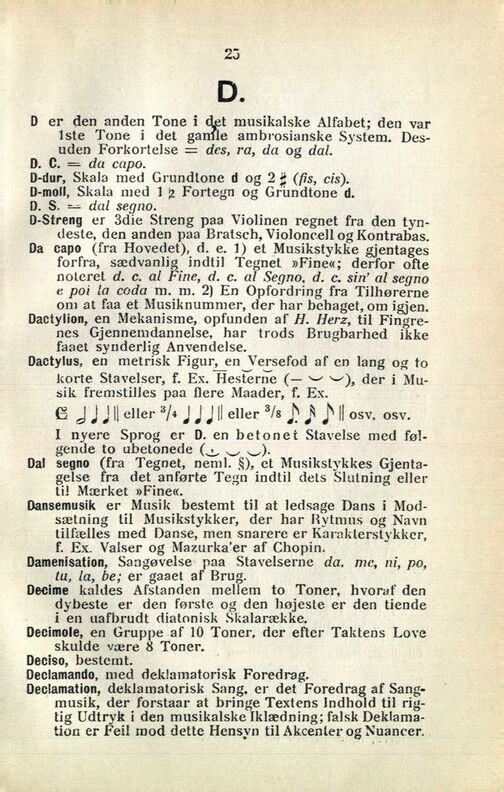 25
D.
D er den anden Tone i det musikalske Alfabet; den var
1ste Tone i det gamle ambrosianske System. Des-
uden Forkortelse = des, ra, da og dal.
D. C. = da capo.
D-dur, Skala med Grundtone d og 2 ♯ (fis, cis).
D-moll, Skala med 1 ♭ Fortegn og Grundtone d.
D. S. = dal segno.
D-Streng er 3die Streng paa Violinen regnet fra den tyn-
deste, den anden paa Bratsch, Violoncell og Kontrabas.
Da capo (fra Hovedet), d. e. 1) et Musikstykke gjentages
forfra, sædvanlig indtil Tegnet »Fine«; derfor ofte
noteret d. c. al Fine, d. c. al Segno, d. c. sin' al segno
e poi la coda m. m. 2) En Opfordring fra Tilhørerne
om at faa et Musiknummer, der har behaget, om igjen.
Dactylion, en Mekanisme, opfunden af H. Herz, til Fingre-
nes Gjennemdannelse, har trods Brugbarhed ikke
faaet synderlig Anvendelse.
Dactylus, en metrisk Figur, en Versefod af en lang og to
korte Stavelser, f. Ex. Hesterne (– ⏑ ⏑), der i Mu-
sik fremstilles paa flere Maader, f. Ex.
𝄴 𝅗𝅥 ♩ ♩ || eller 3/4 ♩ ♩ ♩ || eller 3/8 ♪ ♪ ♪ || osv. osv.
I nyere Sprog er D. en betonet Stavelse med føl-
gende to ubetonede (⏑́ ⏑ ⏑).
Dal segno (fra Tegnet, neml. §), et Musikstykkes Gjenta-
gelse fra det anførte Tegn indtil dets Slutning eller
til Mærket »Fine«.
Dansemusik er Musik bestemt til at ledsage Dans i Mod-
sætning til Musikstykker, der har Rytmus og Navn
tilfælles med Danse, men snarere er Karakterstykker,
f. Ex. Valser og Mazurka'er af Chopin.
Damenisation, Sangøvelse paa Stavelserne da, me, ni, po,
tu, la, be; er gaaet af Brug.
Decime kaldes Afstanden mellem to Toner, hvoraf den
dybeste er den første og den højeste er den tiende
i en uafbrudt diatonisk Skalarække.
Decimole, en Gruppe af 10 Toner, der efter Taktens Love
skulde være 8 Toner.
Deciso, bestemt.
Declamando, med deklamatorisk Foredrag.
Declamation, deklamatorisk Sang, er det Foredrag af Sang-
musik, der forstaar at bringe Textens Indhold til rig-
tig Udtryk i den musikalske Iklædning; falsk Deklama-
tion er Feil mod dette Hensyn til Akcenter og Nuancer.